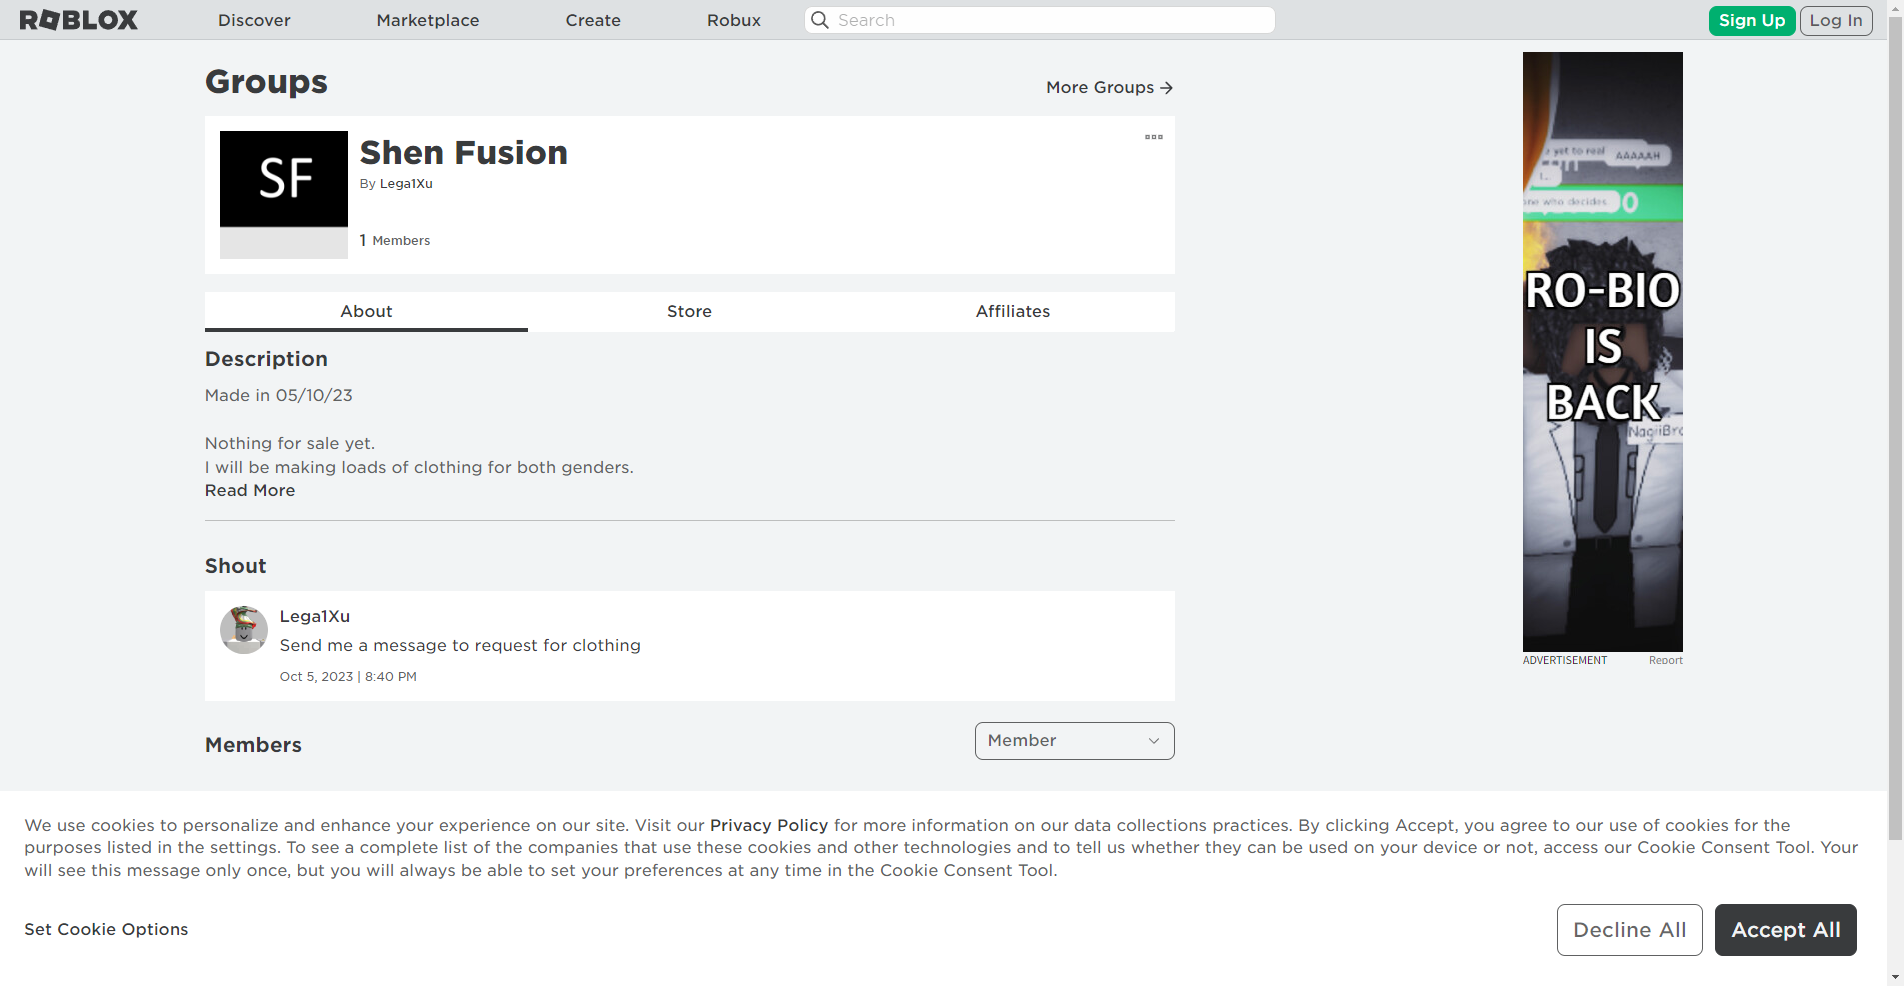 ROBLOX
Discover
Marketplace
Create
Robux
Search
Sign Up
Log In
Groups
More Groups
SF
Shen Fusion
By Lega1Xu
1 Members
About
Store
Affiliates
Description
Made in 05/10/23
Nothing for sale yet.
I will be making loads of clothing for both genders.
Read More
Shout
Lega1Xu
Send me a message to request for clothing
Oct 5, 2023 | 8:40 PM
Members
Member
yet to real
AAAAAH
one who decides.
RO-BIO
IS
BACK
ADVERTISEMENT
Report
We use cookies to personalize and enhance your experience on our site. Visit our Privacy Policy for more information on our data collections practices. By clicking Accept, you agree to our use of cookies for the
purposes listed in the settings. To see a complete list of the companies that use these cookies and other technologies and to tell us whether they can be used on your device or not, access our Cookie Consent Tool. Your
will see this message only once, but you will always be able to set your preferences at any time in the Cookie Consent Tool.
Set Cookie Options
Decline All
Accept All